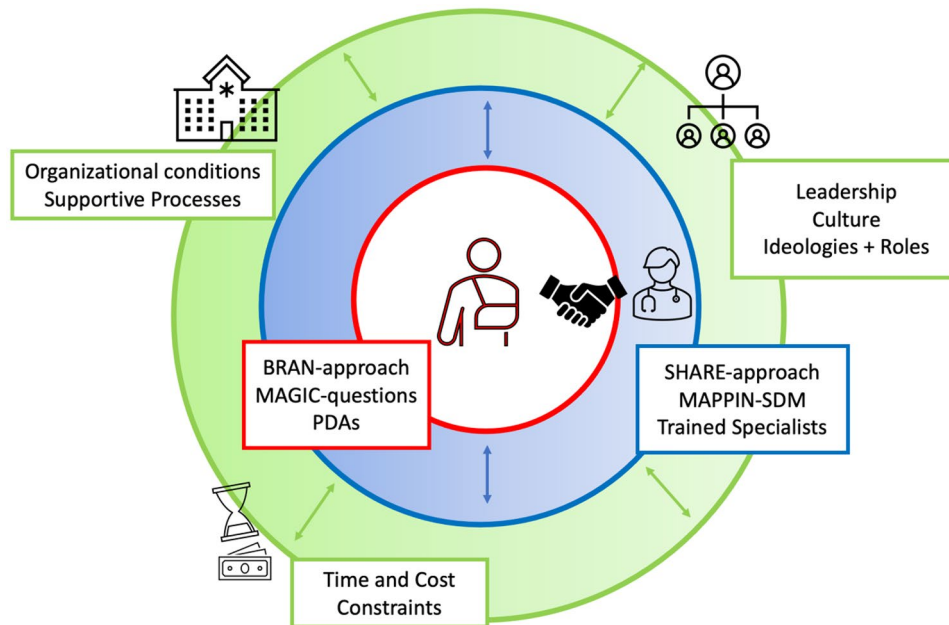 Organizational conditions
Supportive Processes
Leadership
Culture
Ideologies + Roles
BRAN-approach
MAGIC-questions
PDAs
SHARE-approach
MAPPIN-SDM
Trained Specialists
Time and Cost
Constraints